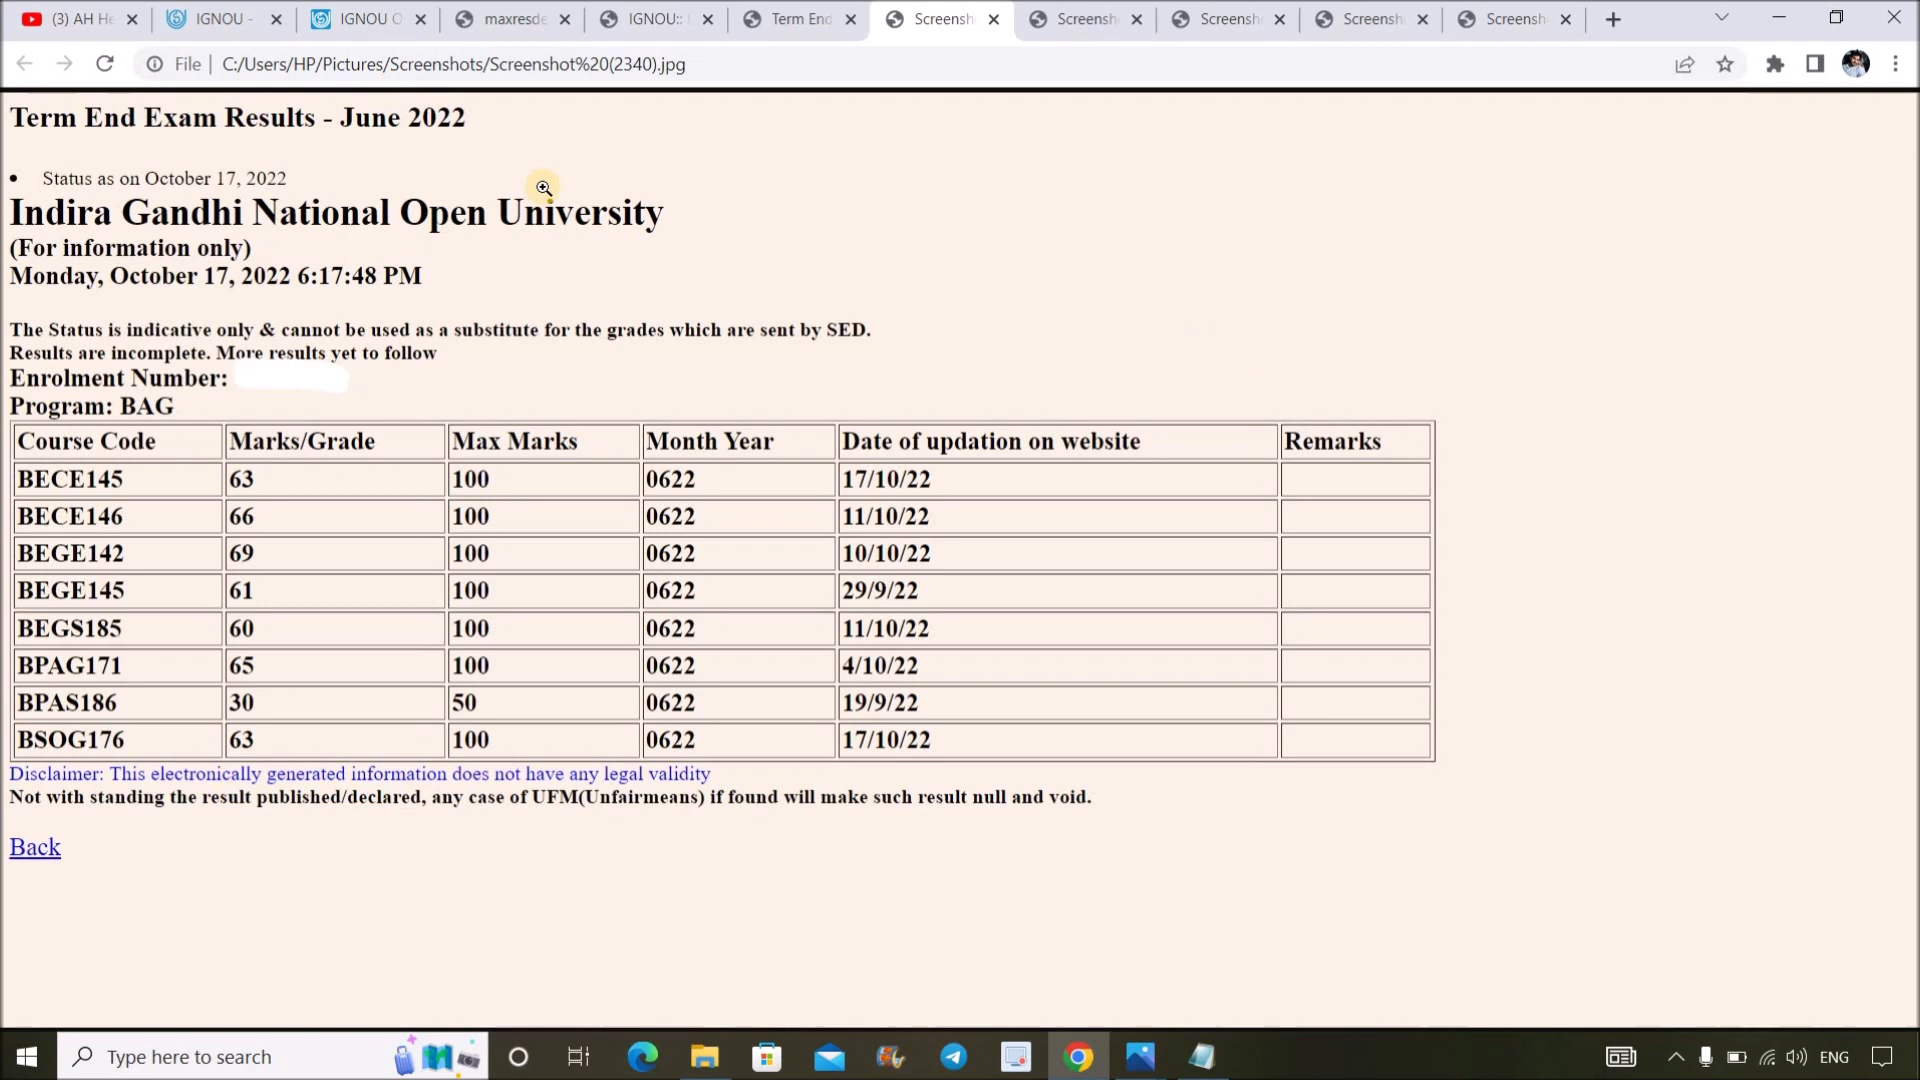 (3) AH He
IGNOU -
IGNOU O
maxresde
IGNOU::
Term End
Screensh
Screensh
Screensh
Screensh
Screensh
File | C:/Users/HP/Pictures/Screenshots/Screenshot%20(2340).jpg
Term End Exam Results - June 2022
• Status as on October 17, 2022
Indira Gandhi National Open University
(For information only)
Monday, October 17, 2022 6:17:48 PM
The Status is indicative only & cannot be used as a substitute for the grades which are sent by SED.
Results are incomplete. More results yet to follow
Enrolment Number:
Program: BAG
Course Code Marks/Grade Max Marks Month Year Date of updation on website Remarks
BECE145 63 100 0622 17/10/22
BECE146 66 100 0622 11/10/22
BEGE142 69 100 0622 10/10/22
BEGE145 61 100 0622 29/9/22
BEGS185 60 100 0622 11/10/22
BPAG171 65 100 0622 4/10/22
BPAS186 30 50 0622 19/9/22
BSOG176 63 100 0622 17/10/22
Disclaimer: This electronically generated information does not have any legal validity
Not with standing the result published/declared, any case of UFM(Unfairmeans) if found will make such result null and void.
Back
Type here to search
ENG